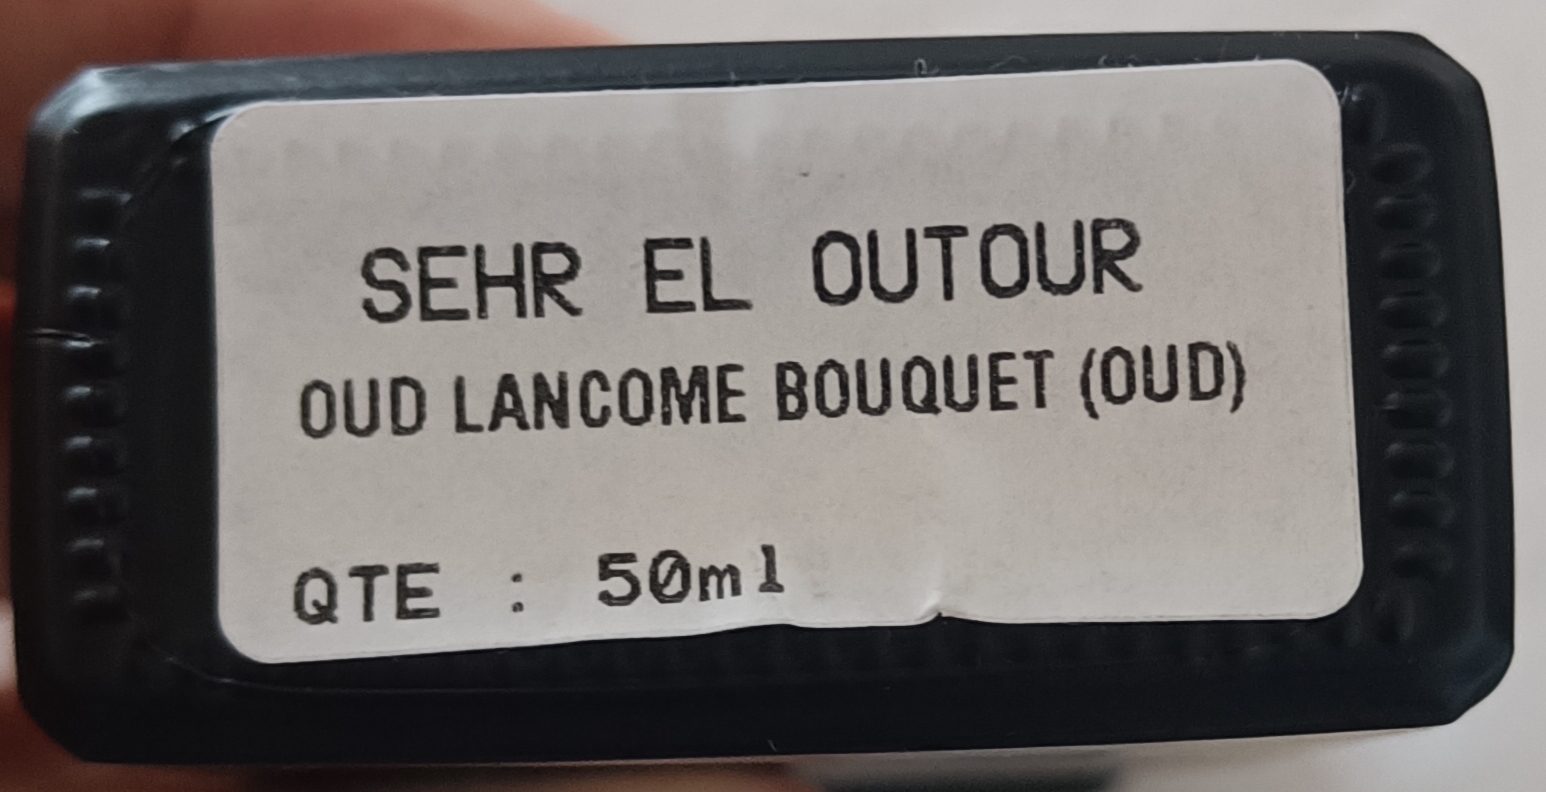 SEHR EL OUTOUR
OUD LANCOME BOUQUET (OUD)
QTE : 50ml